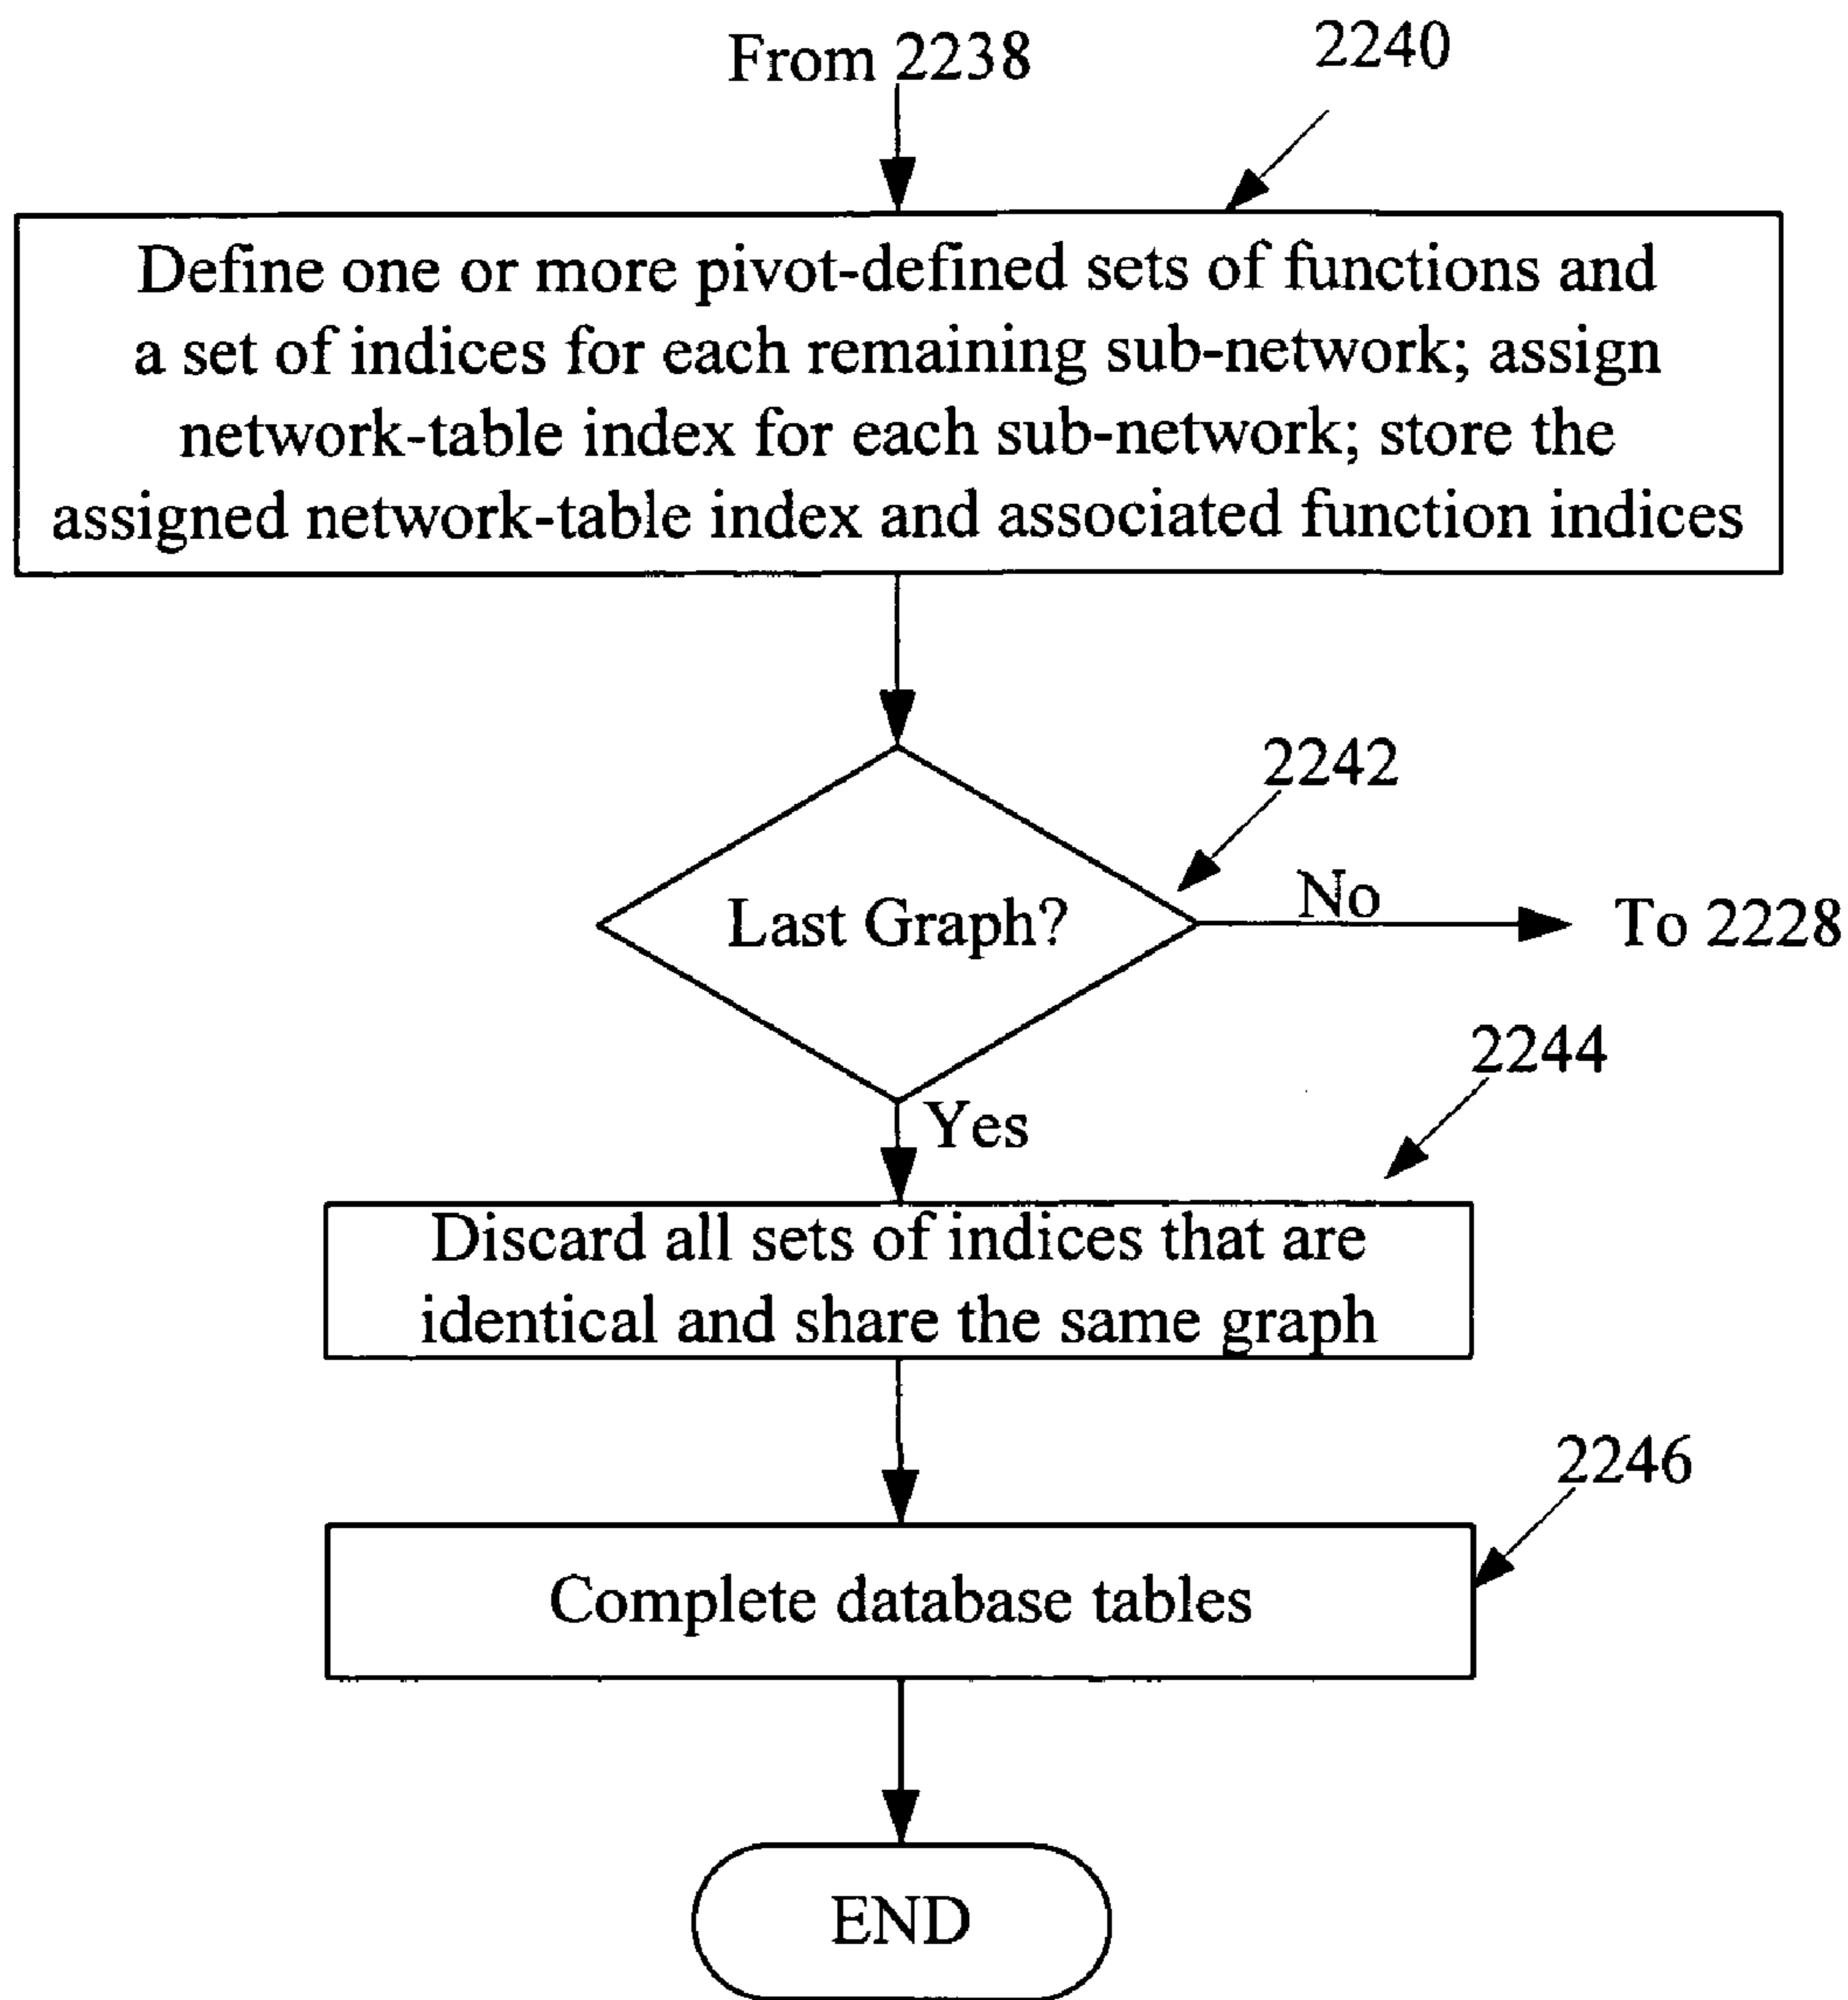 From 2238
2240
Define one or more pivot-defined sets of functions and
a set of indices for each remaining sub-network; assign
network-table index for each sub-network; store the
assigned network-table index and associated function indices
2242
Last Graph?
No
To 2228
2244
Yes
Discard all sets of indices that are
identical and share the same graph
2246
Complete database tables
END